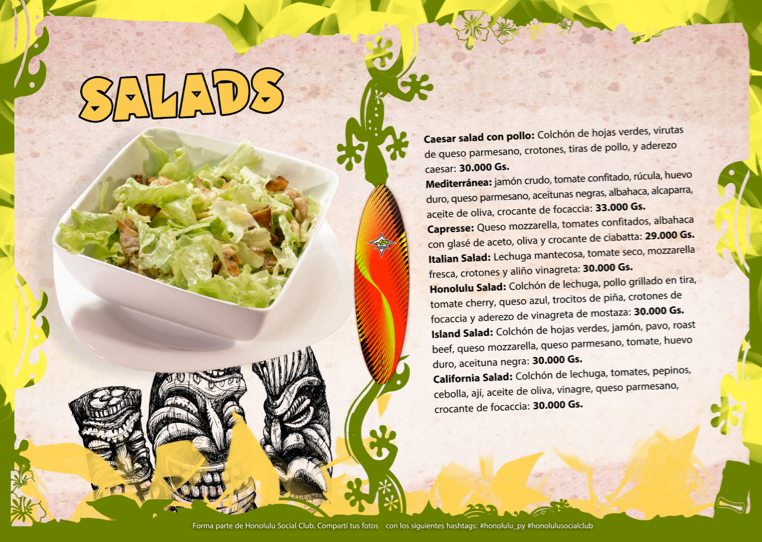 SALADS
Caesar salad con pollo: Colchón de hojas verdes, virutas
de queso parmesano, crotones, tiras de pollo, y aderezo
caesar: 30.000 Gs.
Mediterránea: jamón crudo, tomate confitado, rúcula, huevo
duro, queso parmesano, aceitunas negras, albahaca, alcaparra,
aceite de oliva, crocante de focaccia: 33.000 Gs.
Capresse: Queso mozzarella, tomates confitados, albahaca
con glasé de aceto, oliva y crocante de ciabatta: 29.000 Gs.
Italian Salad: Lechuga mantecosa, tomate seco, mozzarella
fresca, crotones y aliño vinagreta: 30.000 Gs.
Honolulu Salad: Colchón de lechuga, pollo grillado en tira,
tomate cherry, queso azul, trocitos de piña, crotones de
focaccia y aderezo de vinagreta de mostaza: 30.000 Gs.
Island Salad: Colchón de hojas verdes, jamón, pavo, roast
beef, queso mozzarella, queso parmesano, tomate, huevo
duro, aceituna negra: 30.000 Gs.
California Salad: Colchón de lechuga, tomates, pepinos,
cebolla, ají, aceite de oliva, vinagre, queso parmesano,
crocante de focaccia: 30.000 Gs.
Forma parte de Honolulu Social Club. Compartí tus fotos con los siguientes hashtags: #honolulu_py #honolulusocialclub